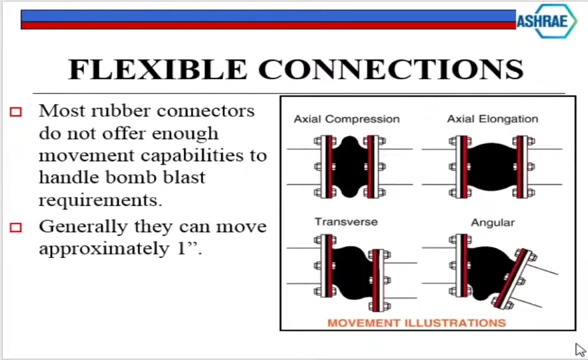 ASHRAE
FLEXIBLE CONNECTIONS
Most rubber connectors
do not offer enough
movement capabilities to
handle bomb blast
requirements.
Generally they can move
approximately 1”.
Axial Compression
Axial Elongation
Transverse
Angular
MOVEMENT ILLUSTRATIONS